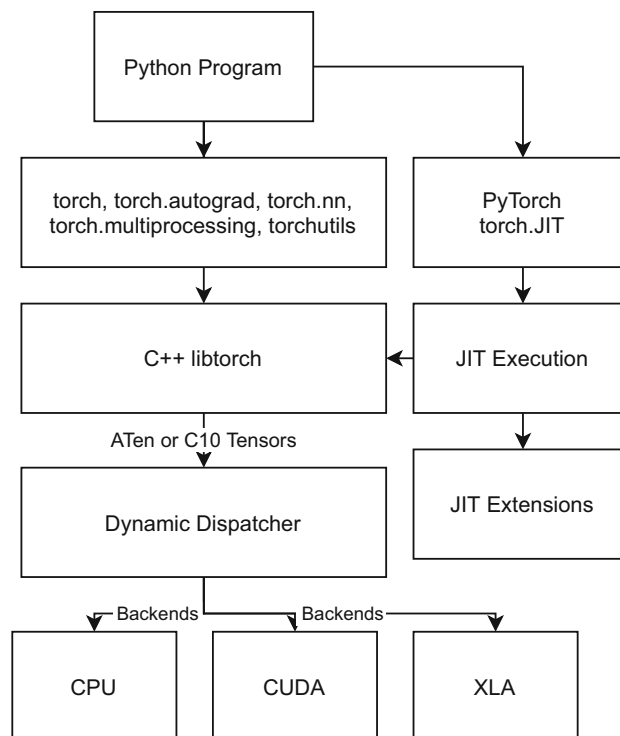 Python Program
torch, torch.autograd, torch.nn,
torch.multiprocessing, torchutils
PyTorch
torch.JIT
C++ libtorch
JIT Execution
ATen or C10 Tensors
Dynamic Dispatcher
JIT Extensions
Backends
Backends
CPU
CUDA
XLA